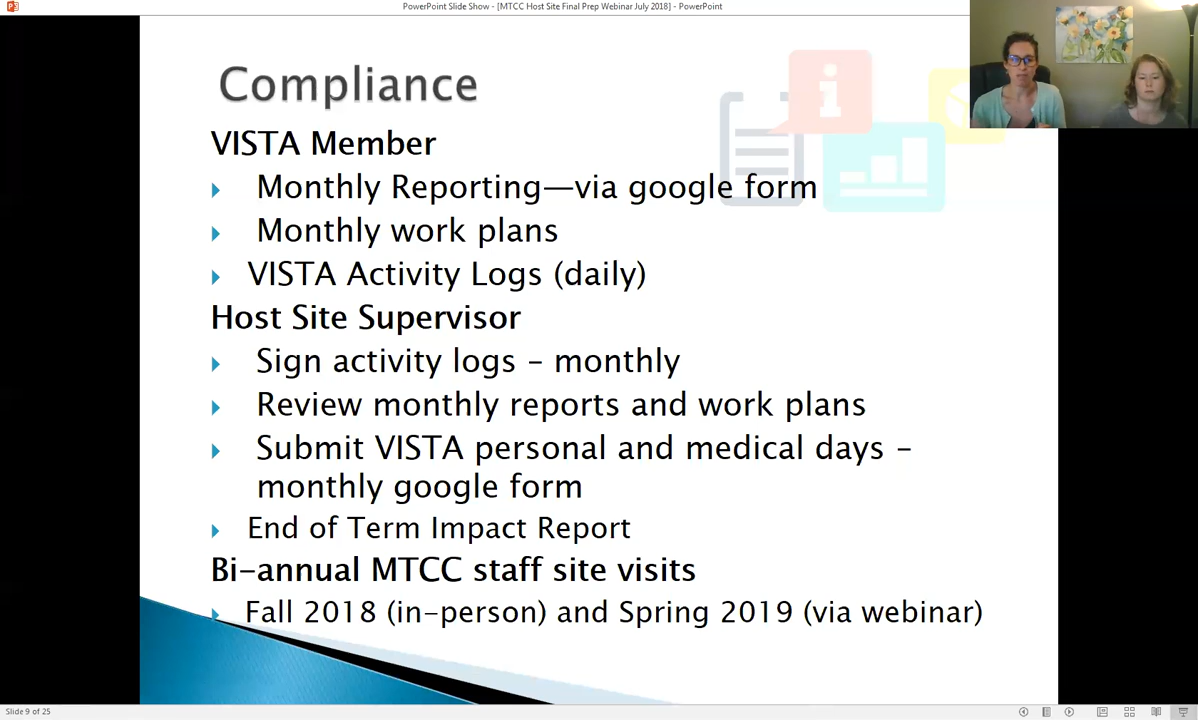 PowerPoint Slide Show - [MTCC Host Site Final Prep Webinar July 2018] - PowerPoint
Compliance
VISTA Member
Monthly Reporting—via google form
Monthly work plans
VISTA Activity Logs (daily)
Host Site Supervisor
Sign activity logs – monthly
Review monthly reports and work plans
Submit VISTA personal and medical days –
monthly google form
End of Term Impact Report
Bi-annual MTCC staff site visits
Fall 2018 (in-person) and Spring 2019 (via webinar)
Slide 9 of 25